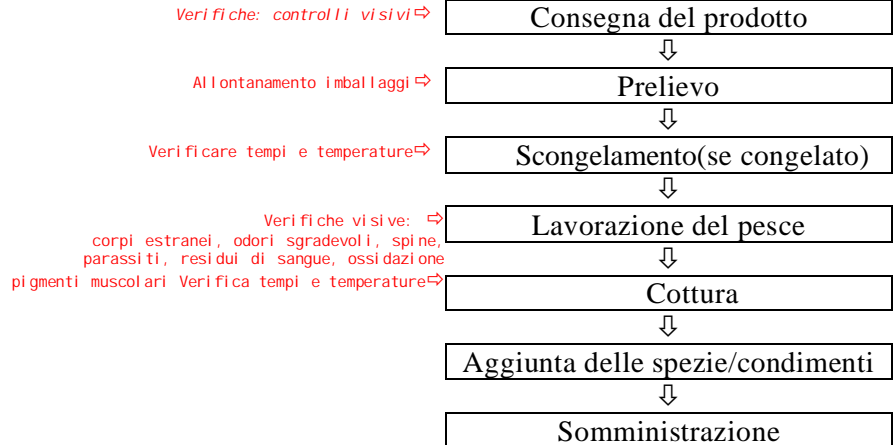 Verifiche: controlli visivi⇨ Consegna del prodotto
⇩
Allontanamento imballaggi⇨ Prelievo
⇩
Verificare tempi e temperature⇨ Scongelamento(se congelato)
⇩
Verifiche visive: ⇨ Lavorazione del pesce
corpi estranei, odori sgradevoli, spine,
parassiti, residui di sangue, ossidazione
⇩
pigmenti muscolari Verifica tempi e temperature⇨ Cottura
⇩
Aggiunta delle spezie/condimenti
⇩
Somministrazione